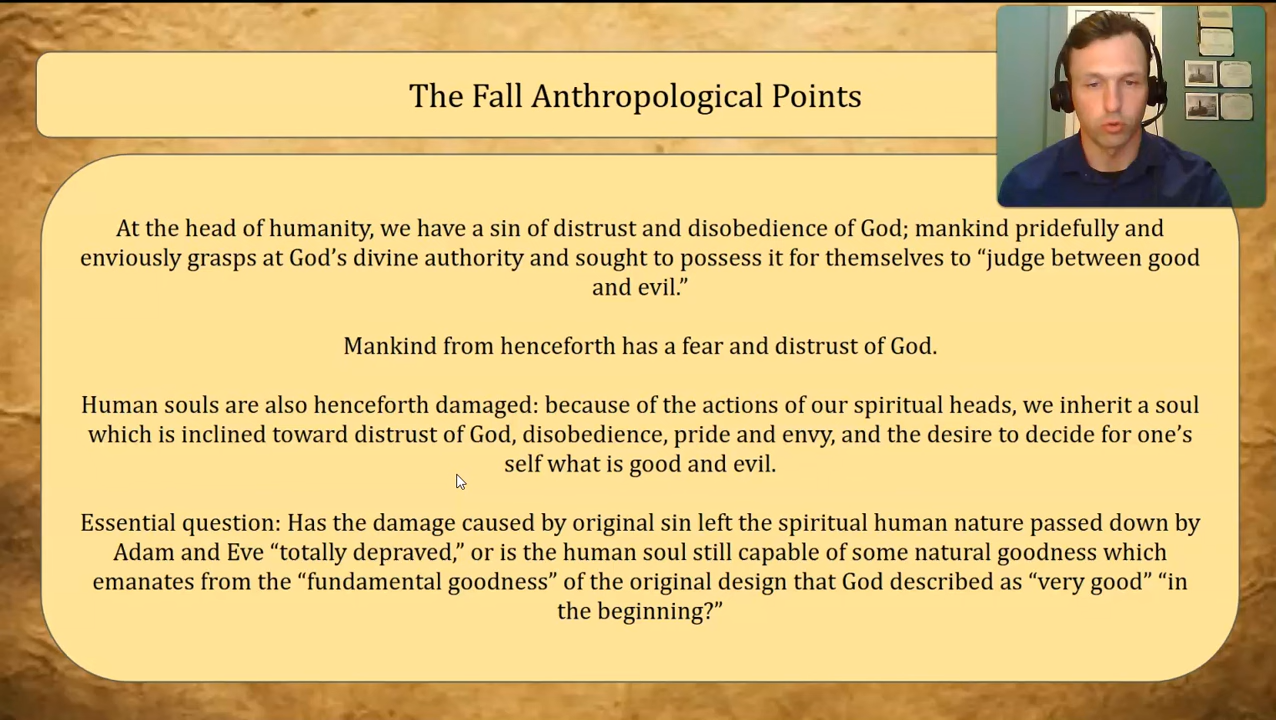 The Fall Anthropological Points
At the head of humanity, we have a sin of distrust and disobedience of God; mankind pridefully and
enviously grasps at God’s divine authority and sought to possess it for themselves to “judge between good
and evil.”
Mankind from henceforth has a fear and distrust of God.
Human souls are also henceforth damaged: because of the actions of our spiritual heads, we inherit a soul
which is inclined toward distrust of God, disobedience, pride and envy, and the desire to decide for one’s
self what is good and evil.
Essential question: Has the damage caused by original sin left the spiritual human nature passed down by
Adam and Eve “totally depraved,” or is the human soul still capable of some natural goodness which
emanates from the “fundamental goodness” of the original design that God described as “very good” “in
the beginning?”